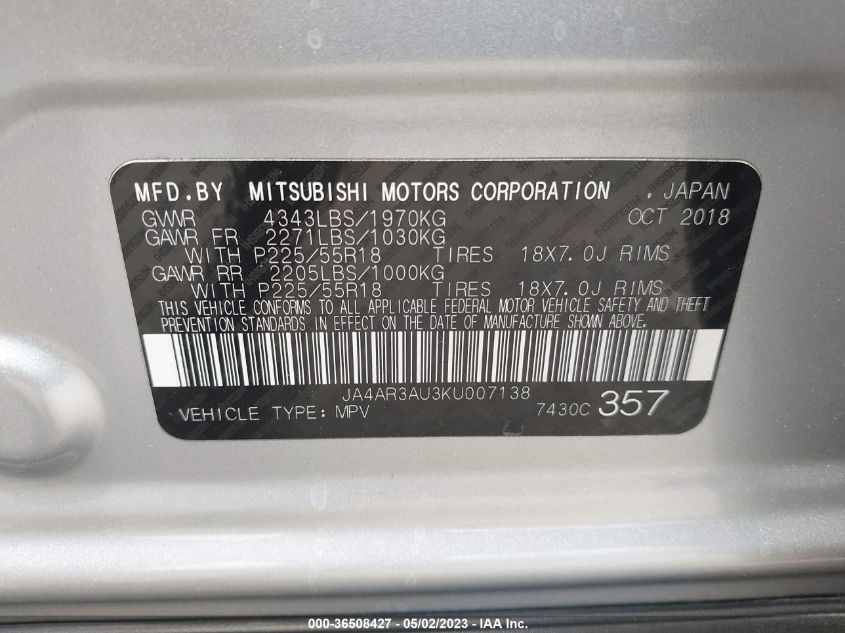 MFD.BY MITSUBISHI MOTORS CORPORATION , JAPAN
GVWR 4343LBS/1970KG OCT 2018
GAWR FR 2271LBS/1030KG
WITH P225/55R18 TIRES 18X7.0J RIMS
GAWR RR 2205LBS/1000KG
WITH P225/55R18 TIRES 18X7.0J RIMS
THIS VEHICLE CONFORMS TO ALL APPLICABLE FEDERAL MOTOR VEHICLE SAFETY AND THEFT
PREVENTION STANDARDS IN EFFECT ON THE DATE OF MANUFACTURE SHOWN ABOVE.
JA4AR3AU3KU007138
VEHICLE TYPE: MPV 7430C 357
000-36508427 - 05/02/2023 - IAA Inc.